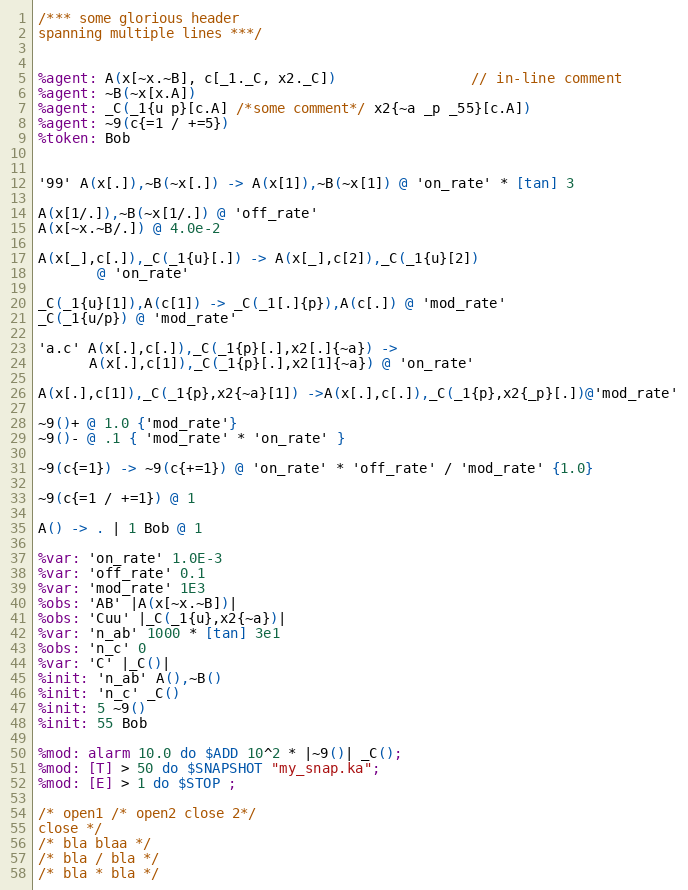 1 /*** some glorious header
2 spanning multiple lines ***/
3
4
5 %agent: A(x[~x.~B], c[_1._C, x2._C])                // in-line comment
6 %agent: ~B(~x[x.A])
7 %agent: _C(_1{u p}[c.A] /*some comment*/ x2{~a _p _55}[c.A])
8 %agent: ~9(c{=1 / +=5})
9 %token: Bob
10
11
12 '99' A(x[.]),~B(~x[.]) -> A(x[1]),~B(~x[1]) @ 'on_rate' * [tan] 3
13
14 A(x[1/.]),~B(~x[1/.]) @ 'off_rate'
15 A(x[~x.~B/.]) @ 4.0e-2
16
17 A(x[_],c[.]),_C(_1{u}[.]) -> A(x[_],c[2]),_C(_1{u}[2])
18        @ 'on_rate'
19
20 _C(_1{u}[1]),A(c[1]) -> _C(_1[.]{p}),A(c[.]) @ 'mod_rate'
21 _C(_1{u/p}) @ 'mod_rate'
22
23 'a.c' A(x[.],c[.]),_C(_1{p}[.],x2[.]{~a}) ->
24       A(x[.],c[1]),_C(_1{p}[.],x2[1]{~a}) @ 'on_rate'
25
26 A(x[.],c[1]),_C(_1{p},x2{~a}[1]) ->A(x[.],c[.]),_C(_1{p},x2{_p}[.])@'mod_rate'
27
28 ~9()+ @ 1.0 {'mod_rate'}
29 ~9()- @ .1 { 'mod_rate' * 'on_rate' }
30
31 ~9(c{=1}) -> ~9(c{+=1}) @ 'on_rate' * 'off_rate' / 'mod_rate' {1.0}
32
33 ~9(c{=1 / +=1}) @ 1
34
35 A() -> . | 1 Bob @ 1
36
37 %var: 'on_rate' 1.0E-3
38 %var: 'off_rate' 0.1
39 %var: 'mod_rate' 1E3
40 %obs: 'AB' |A(x[~x.~B])|
41 %obs: 'Cuu' |_C(_1{u},x2{~a})|
42 %var: 'n_ab' 1000 * [tan] 3e1
43 %obs: 'n_c' 0
44 %var: 'C' |_C()|
45 %init: 'n_ab' A(),~B()
46 %init: 'n_c' _C()
47 %init: 5 ~9()
48 %init: 55 Bob
49
50 %mod: alarm 10.0 do $ADD 10^2 * |~9()| _C();
51 %mod: [T] > 50 do $SNAPSHOT "my_snap.ka";
52 %mod: [E] > 1 do $STOP ;
53
54 /* open1 /* open2 close 2*/
55 close */
56 /* bla blaa */
57 /* bla / bla */
58 /* bla * bla */